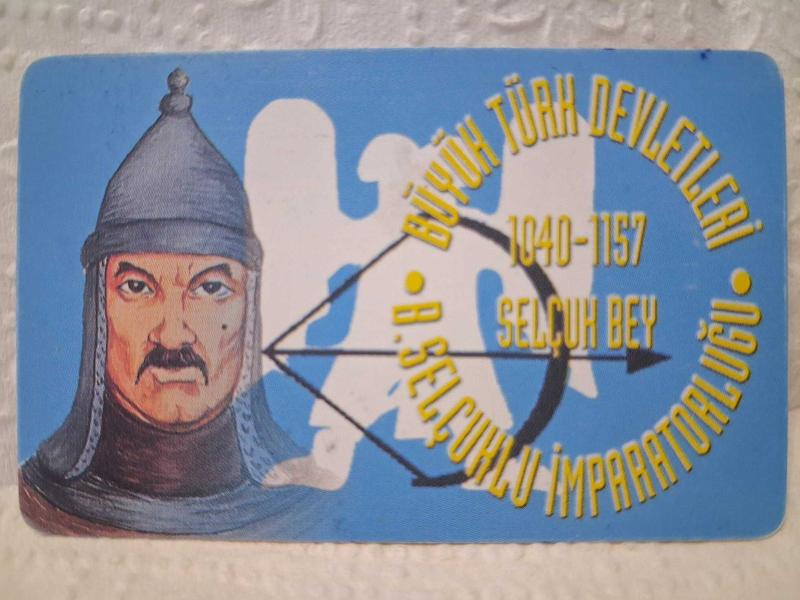 BÜYÜK TÜRK DEVLETLERİ
1040-1157
SELÇUK BEY
B.SELÇUKLU İMPARATORLUĞU